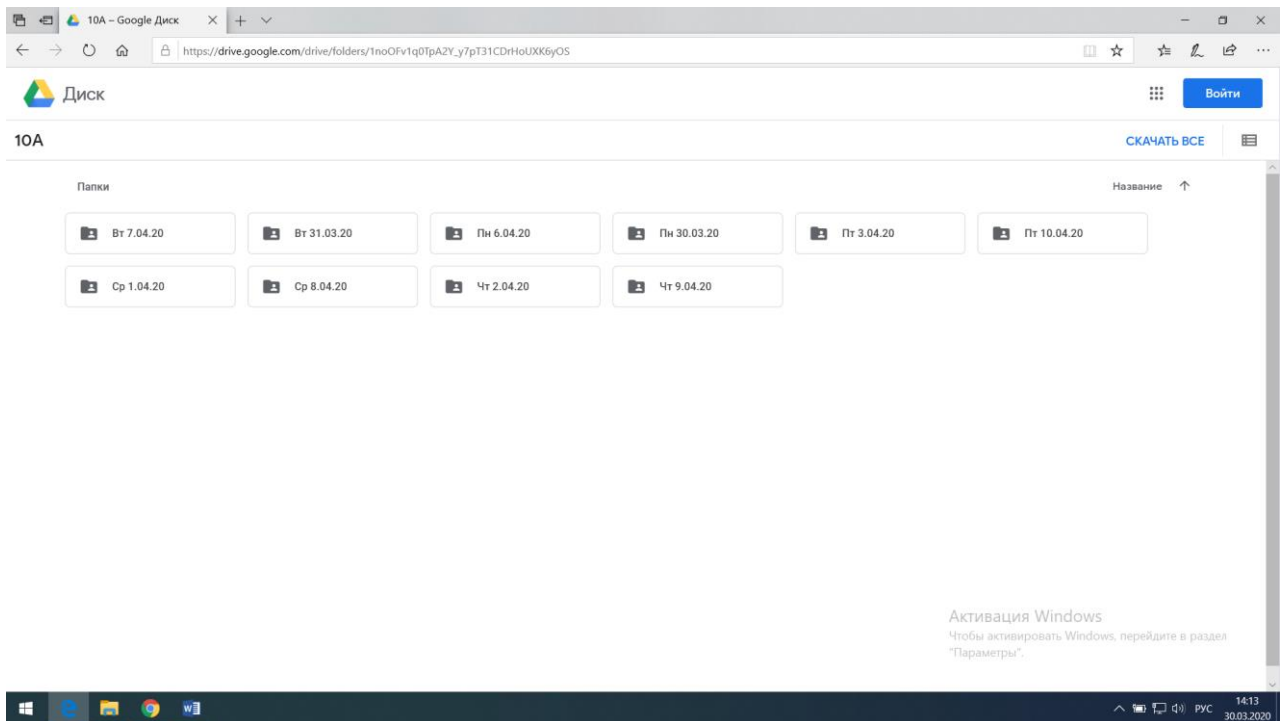 10А – Google Диск
https://drive.google.com/drive/folders/1noOFv1q0TpA2Y_y7pT31CDrHoUXK6yOS
Диск
Войти
10А
СКАЧАТЬ ВСЕ
Папки
Название
Вт 7.04.20
Вт 31.03.20
Пн 6.04.20
Пн 30.03.20
Пт 3.04.20
Пт 10.04.20
Ср 1.04.20
Ср 8.04.20
Чт 2.04.20
Чт 9.04.20
Активация Windows
Чтобы активировать Windows, перейдите в раздел
"Параметры".
РУС
14:13
30.03.2020